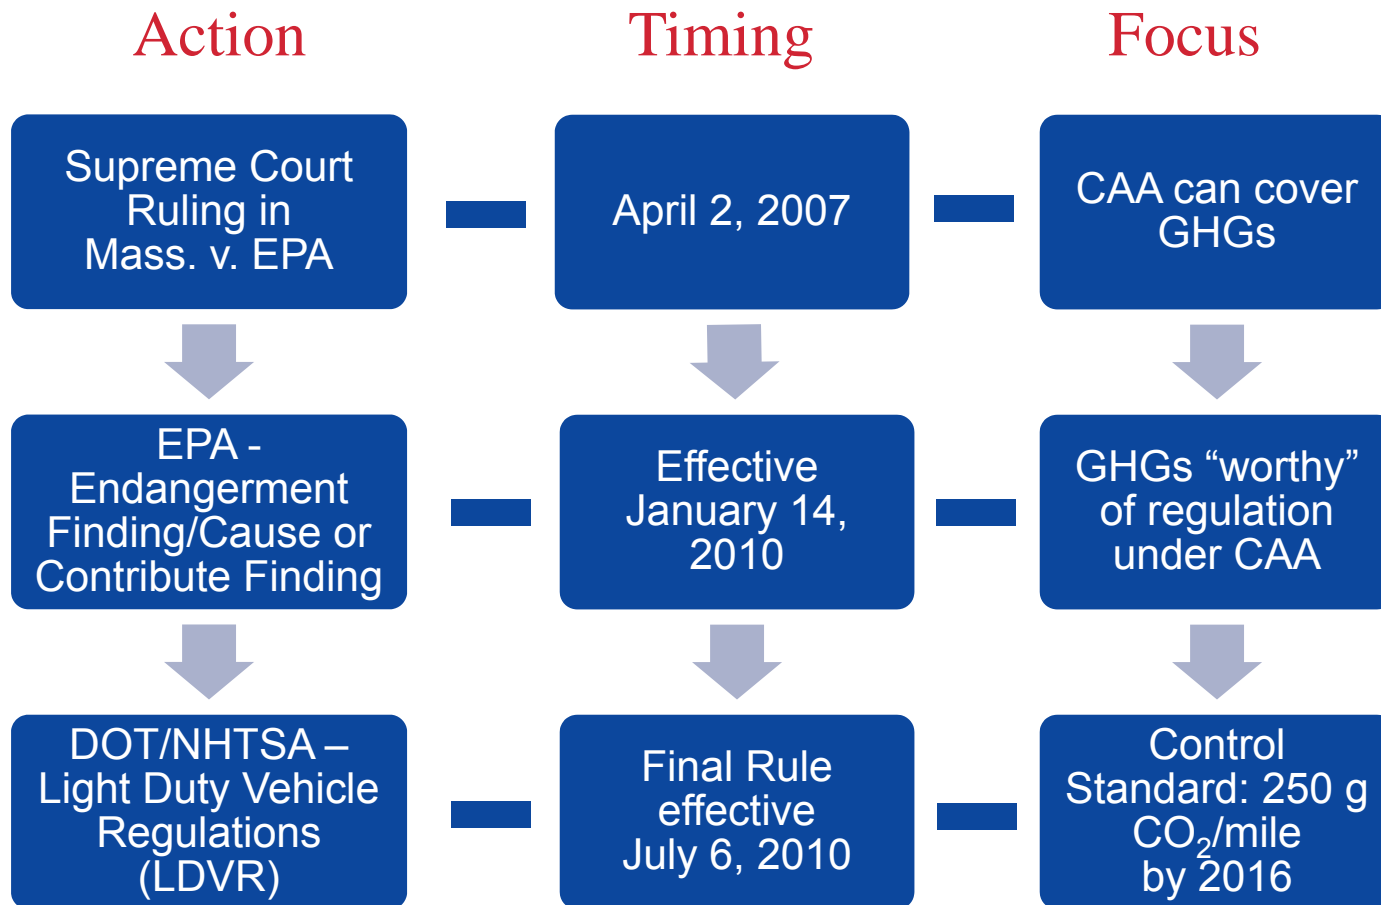 Action
Timing
Focus
Supreme Court
Ruling in
Mass. v. EPA
April 2, 2007
CAA can cover
GHGs
EPA -
Endangerment
Finding/Cause or
Contribute Finding
Effective
January 14,
2010
GHGs “worthy”
of regulation
under CAA
DOT/NHTSA –
Light Duty Vehicle
Regulations
(LDVR)
Final Rule
effective
July 6, 2010
Control
Standard: 250 g
CO₂/mile
by 2016